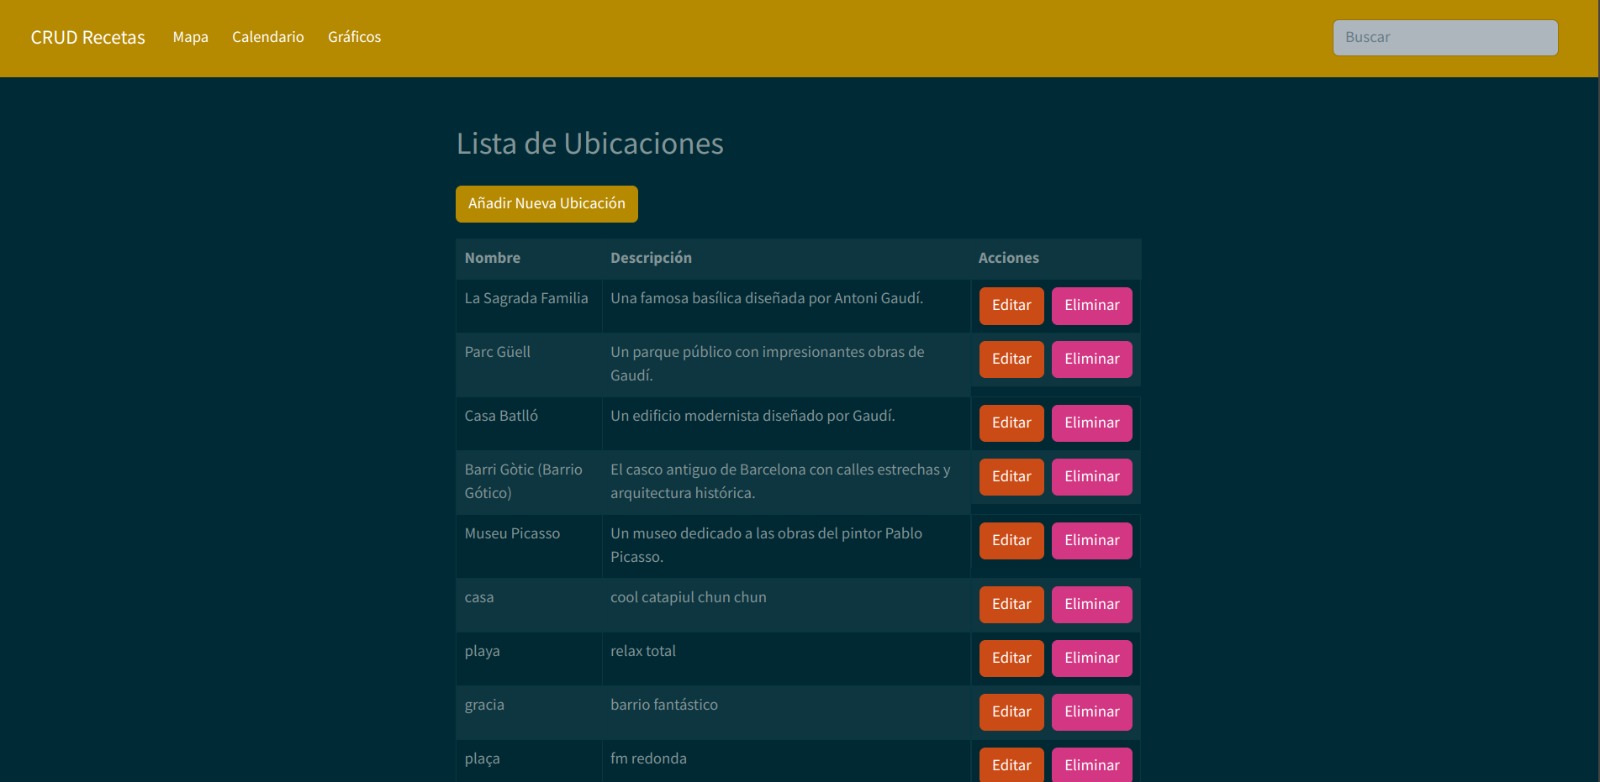 CRUD Recetas Mapa Calendario Gráficos Buscar
Lista de Ubicaciones
Añadir Nueva Ubicación
Nombre Descripción Acciones
La Sagrada Familia Una famosa basílica diseñada por Antoni Gaudí. Editar Eliminar
Parc Güell Un parque público con impresionantes obras de
Gaudí. Editar Eliminar
Casa Batlló Un edificio modernista diseñado por Gaudí. Editar Eliminar
Barri Gòtic (Barrio
Gótico) El casco antiguo de Barcelona con calles estrechas y
arquitectura histórica. Editar Eliminar
Museu Picasso Un museo dedicado a las obras del pintor Pablo
Picasso. Editar Eliminar
casa cool catapiul chun chun Editar Eliminar
playa relax total Editar Eliminar
gracia barrio fantástico Editar Eliminar
plaça fm redonda Editar Eliminar